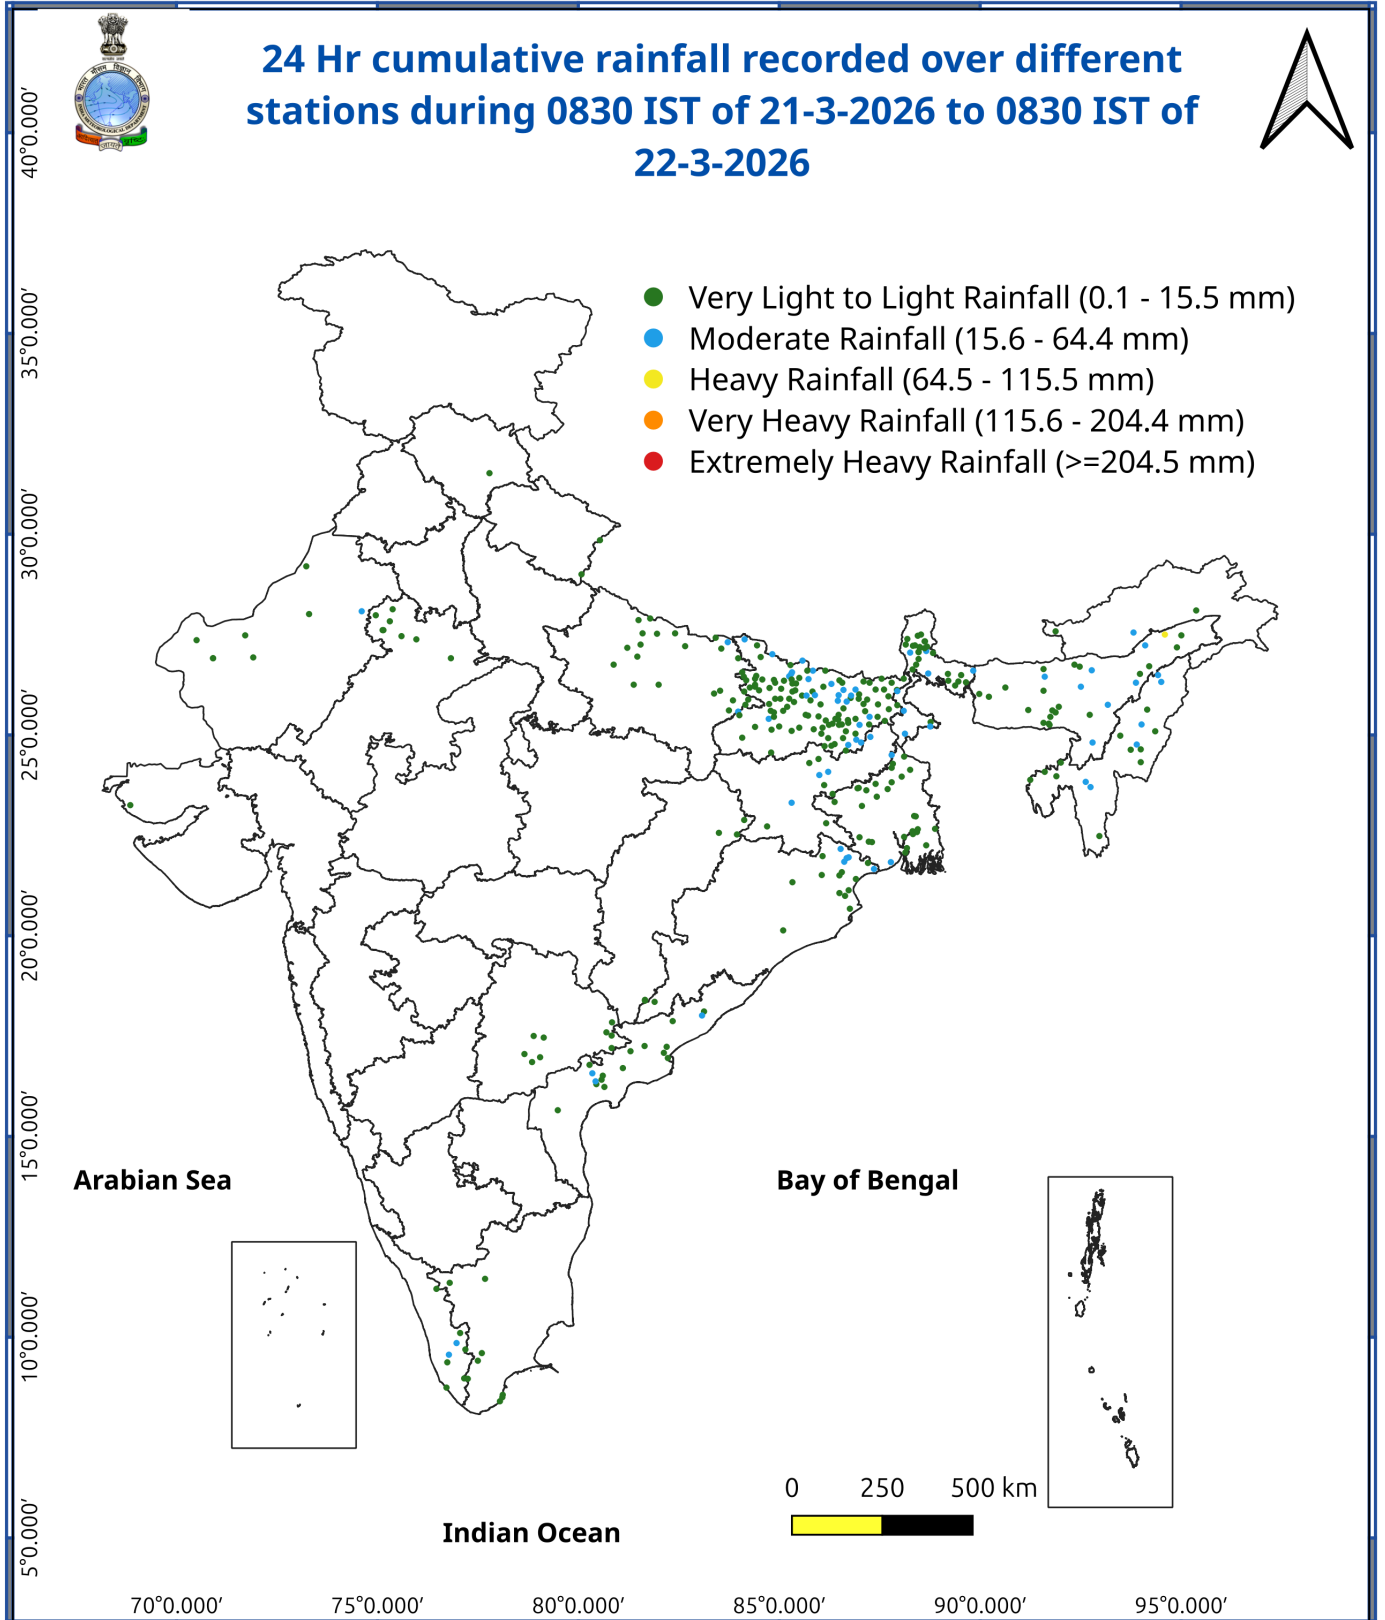 24 Hr cumulative rainfall recorded over different
stations during 0830 IST of 21-3-2026 to 0830 IST of
22-3-2026
Very Light to Light Rainfall (0.1 - 15.5 mm)
Moderate Rainfall (15.6 - 64.4 mm)
Heavy Rainfall (64.5 - 115.5 mm)
Very Heavy Rainfall (115.6 - 204.4 mm)
Extremely Heavy Rainfall (>=204.5 mm)
40°0.000′
35°0.000′
30°0.000′
25°0.000′
20°0.000′
15°0.000′
10°0.000′
5°0.000′
Arabian Sea
Bay of Bengal
Indian Ocean
0 250 500 km
70°0.000′ 75°0.000′ 80°0.000′ 85°0.000′ 90°0.000′ 95°0.000′